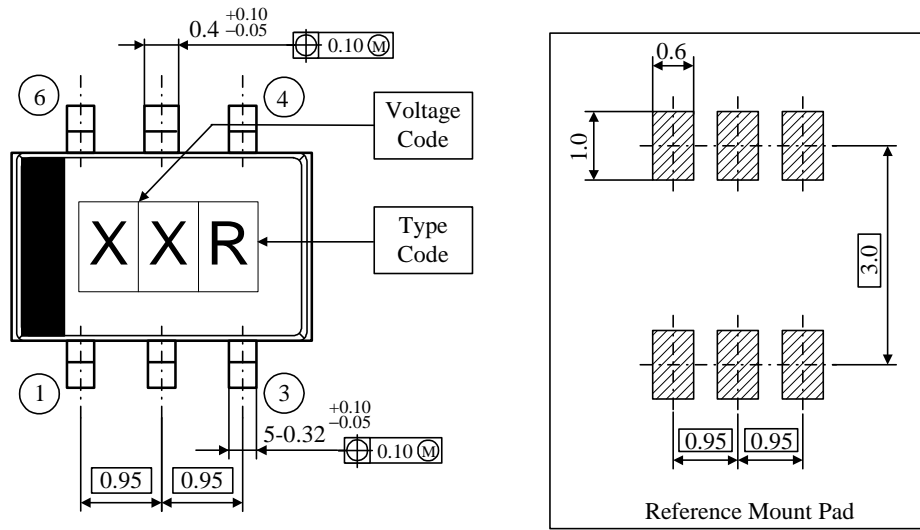 0.4 +0.10 −0.05
⌖ 0.10 Ⓜ
6
4
Voltage
Code
X X R
Type
Code
1
3
5-0.32 +0.10 −0.05
⌖ 0.10 Ⓜ
0.95 0.95
0.6
1.0
3.0
0.95 0.95
Reference Mount Pad